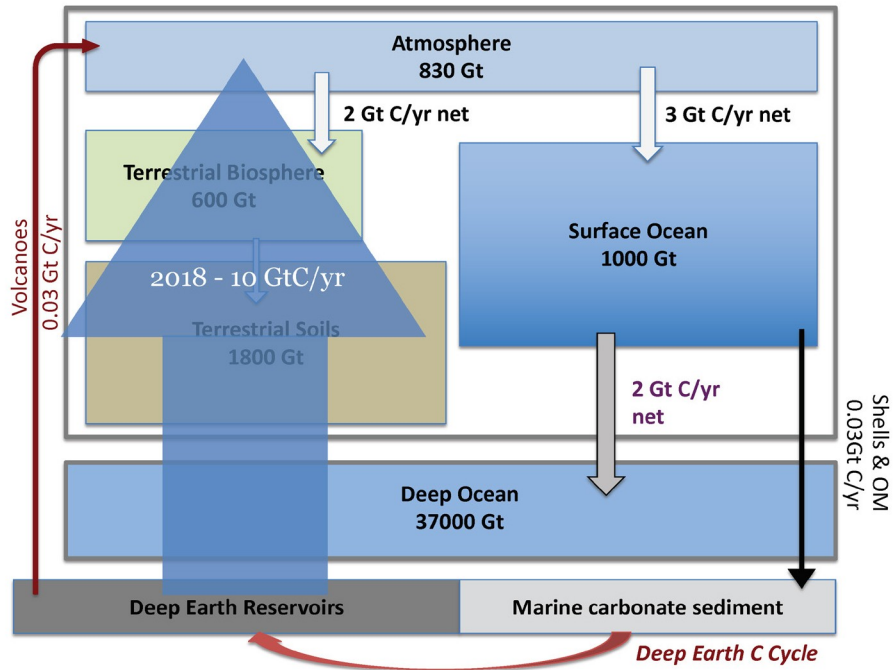 Atmosphere
830 Gt
2 Gt C/yr net
3 Gt C/yr net
Terrestrial Biosphere
600 Gt
Surface Ocean
1000 Gt
2018 - 10 GtC/yr
Terrestrial Soils
1800 Gt
2 Gt C/yr
net
Volcanoes
0.03 Gt C/yr
Shells & OM
0.03Gt C/yr
Deep Ocean
37000 Gt
Deep Earth Reservoirs
Marine carbonate sediment
Deep Earth C Cycle